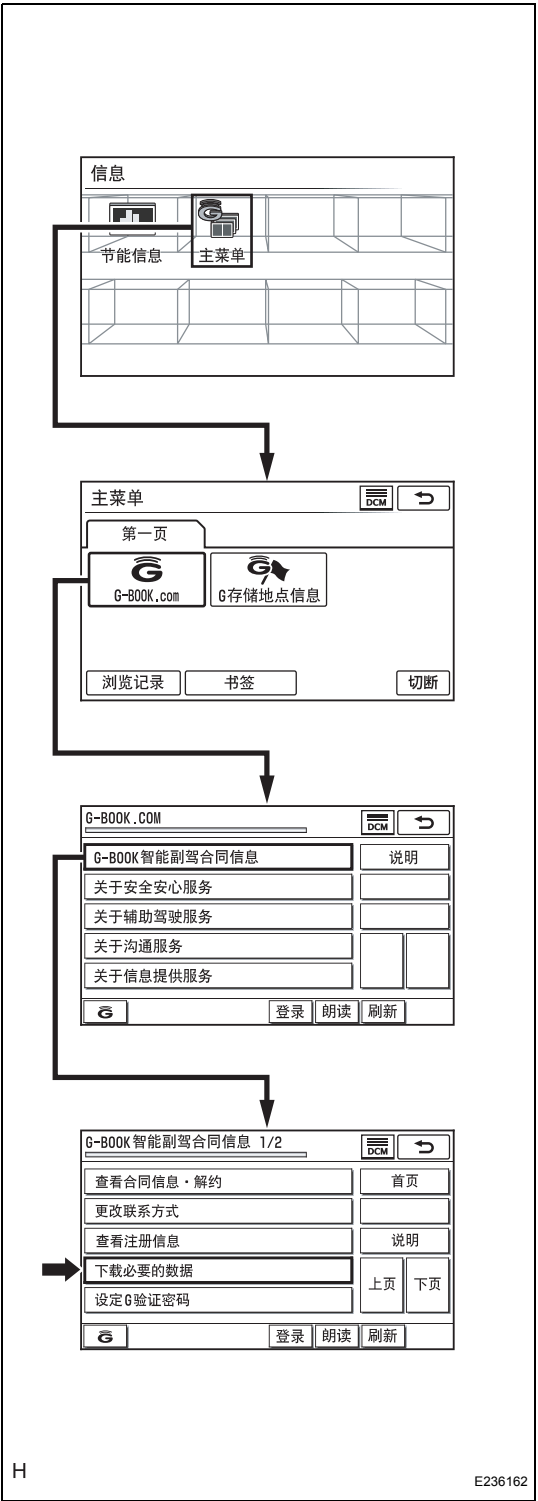 信息
节能信息 主菜单
主菜单 DCM
第一页
G
G-BOOK.com G存储地点信息
浏览记录 书签 切断
G-BOOK.COM DCM
G-BOOK智能副驾合同信息 说明
关于安全安心服务
关于辅助驾驶服务
关于沟通服务
关于信息提供服务
G 登录 朗读 刷新
G-BOOK智能副驾合同信息 1/2 DCM
查看合同信息・解约 首页
更改联系方式
查看注册信息 说明
下载必要的数据 上页 下页
设定G验证密码
G 登录 朗读 刷新
H
E236162